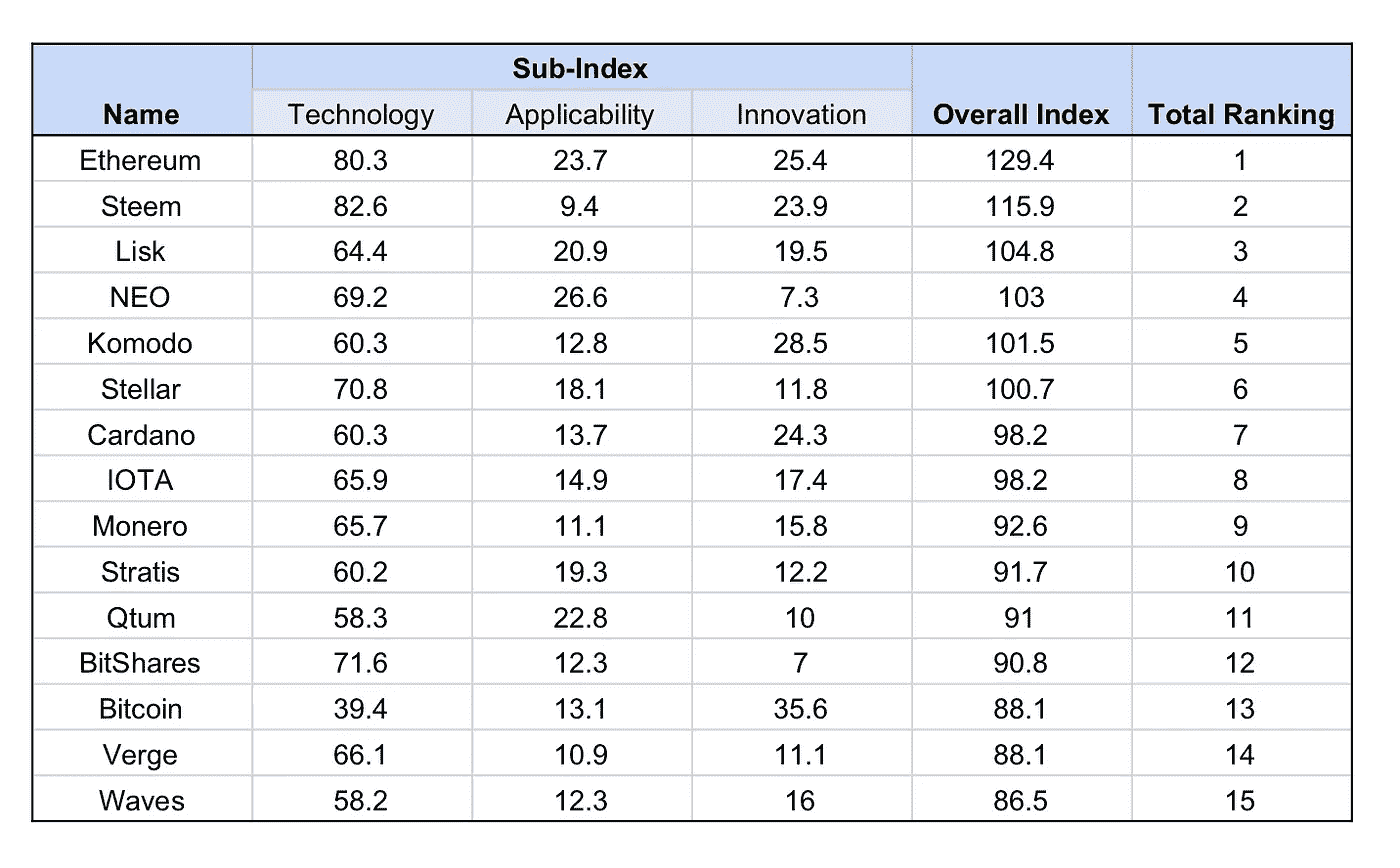 Sub-Index
Name Technology Applicability Innovation Overall Index Total Ranking
Ethereum 80.3 23.7 25.4 129.4 1
Steem 82.6 9.4 23.9 115.9 2
Lisk 64.4 20.9 19.5 104.8 3
NEO 69.2 26.6 7.3 103 4
Komodo 60.3 12.8 28.5 101.5 5
Stellar 70.8 18.1 11.8 100.7 6
Cardano 60.3 13.7 24.3 98.2 7
IOTA 65.9 14.9 17.4 98.2 8
Monero 65.7 11.1 15.8 92.6 9
Stratis 60.2 19.3 12.2 91.7 10
Qtum 58.3 22.8 10 91 11
BitShares 71.6 12.3 7 90.8 12
Bitcoin 39.4 13.1 35.6 88.1 13
Verge 66.1 10.9 11.1 88.1 14
Waves 58.2 12.3 16 86.5 15